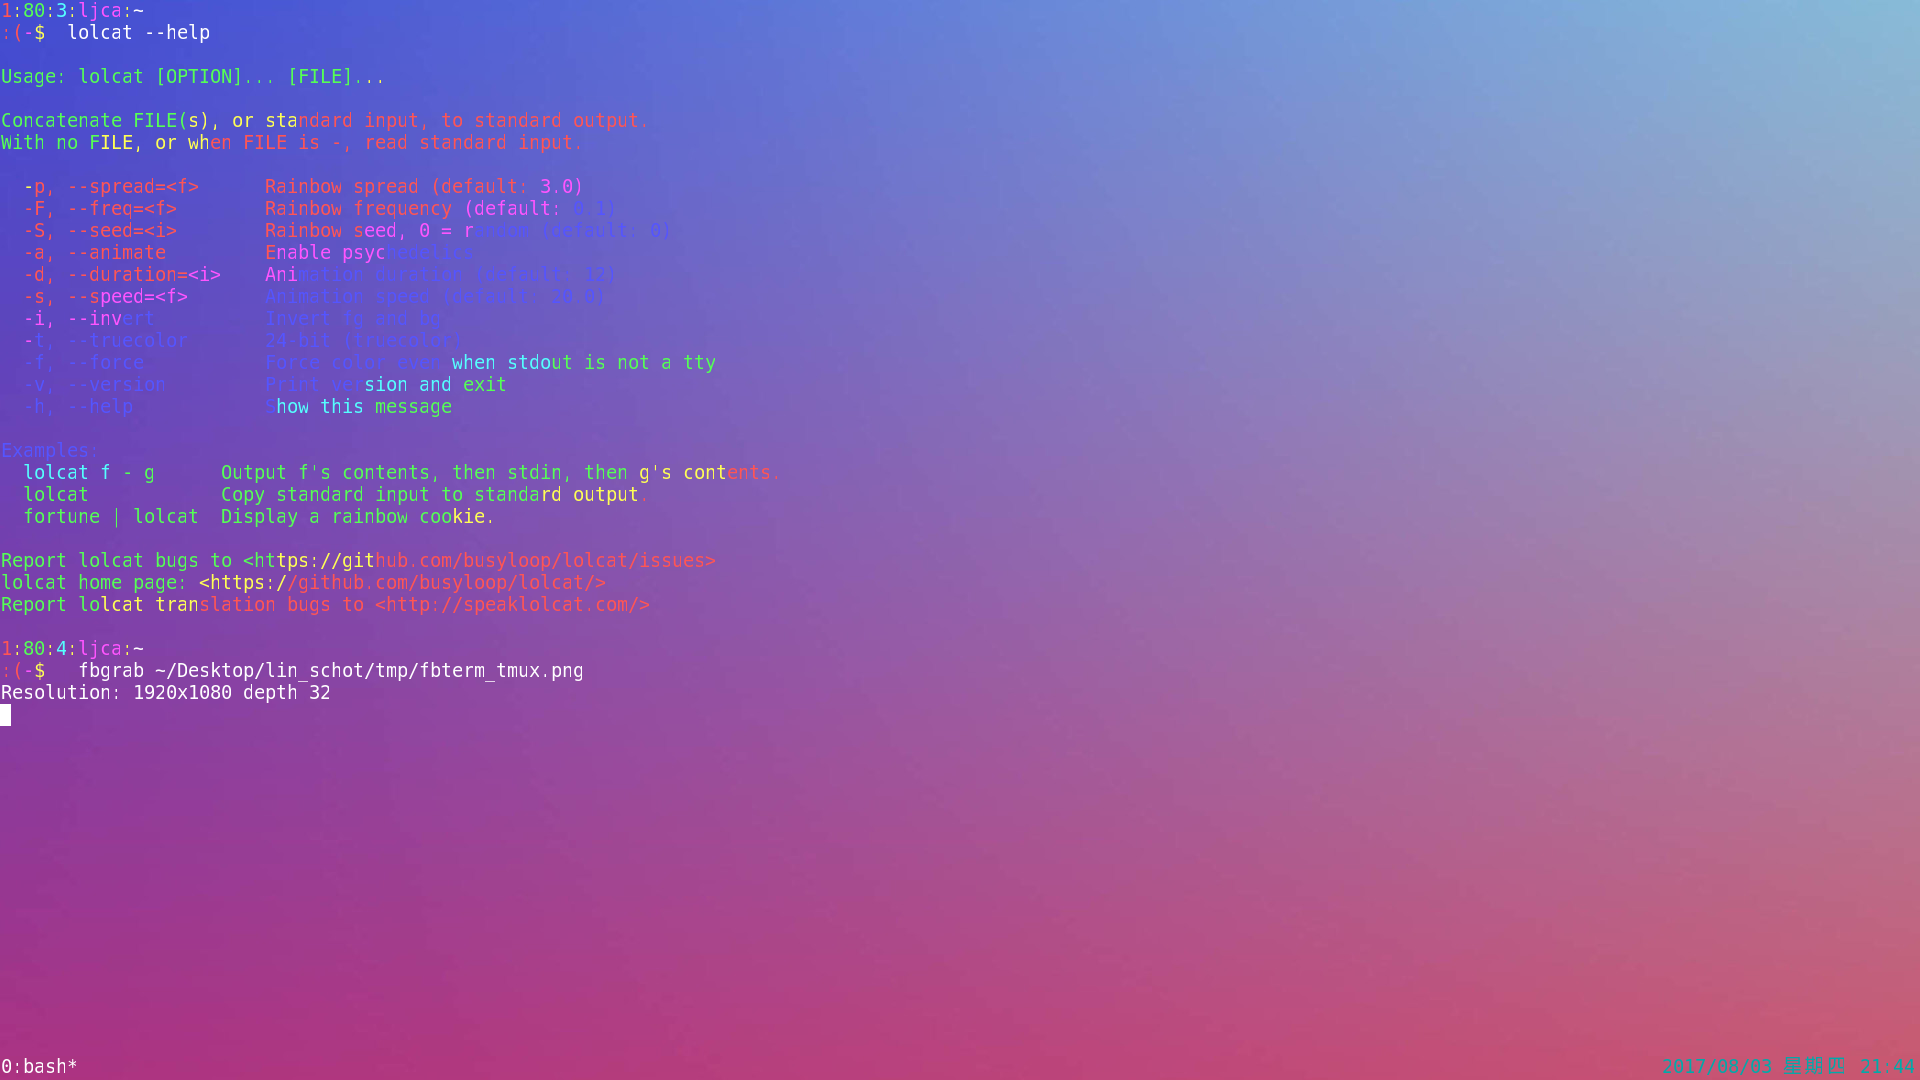 1:80:3:ljca:~
:(-$  lolcat --help

Usage: lolcat [OPTION]... [FILE]...

Concatenate FILE(s), or standard input, to standard output.
With no FILE, or when FILE is -, read standard input.

  -p, --spread=<f>      Rainbow spread (default: 3.0)
  -F, --freq=<f>        Rainbow frequency (default: 0.1)
  -S, --seed=<i>        Rainbow seed, 0 = random (default: 0)
  -a, --animate         Enable psychedelics
  -d, --duration=<i>    Animation duration (default: 12)
  -s, --speed=<f>       Animation speed (default: 20.0)
  -i, --invert          Invert fg and bg
  -t, --truecolor       24-bit (truecolor)
  -f, --force           Force color even when stdout is not a tty
  -v, --version         Print version and exit
  -h, --help            Show this message

Examples:
  lolcat f - g      Output f's contents, then stdin, then g's contents.
  lolcat            Copy standard input to standard output.
  fortune | lolcat  Display a rainbow cookie.

Report lolcat bugs to <https://github.com/busyloop/lolcat/issues>
lolcat home page: <https://github.com/busyloop/lolcat/>
Report lolcat translation bugs to <http://speaklolcat.com/>

1:80:4:ljca:~
:(-$   fbgrab ~/Desktop/lin_schot/tmp/fbterm_tmux.png
Resolution: 1920x1080 depth 32
0:bash*
2017/08/03 星期四 21:44